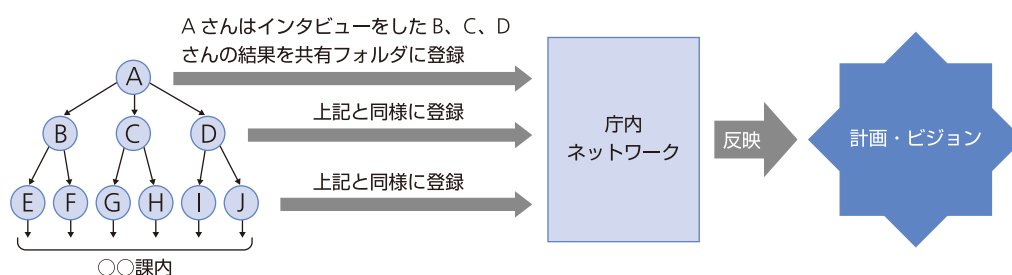 AさんはインタビューをしたB、C、D
さんの結果を共有フォルダに登録
A
上記と同様に登録
B
C
D
上記と同様に登録
E
F
G
H
I
J
○○課内
庁内
ネットワーク
反映
計画・ビジョン